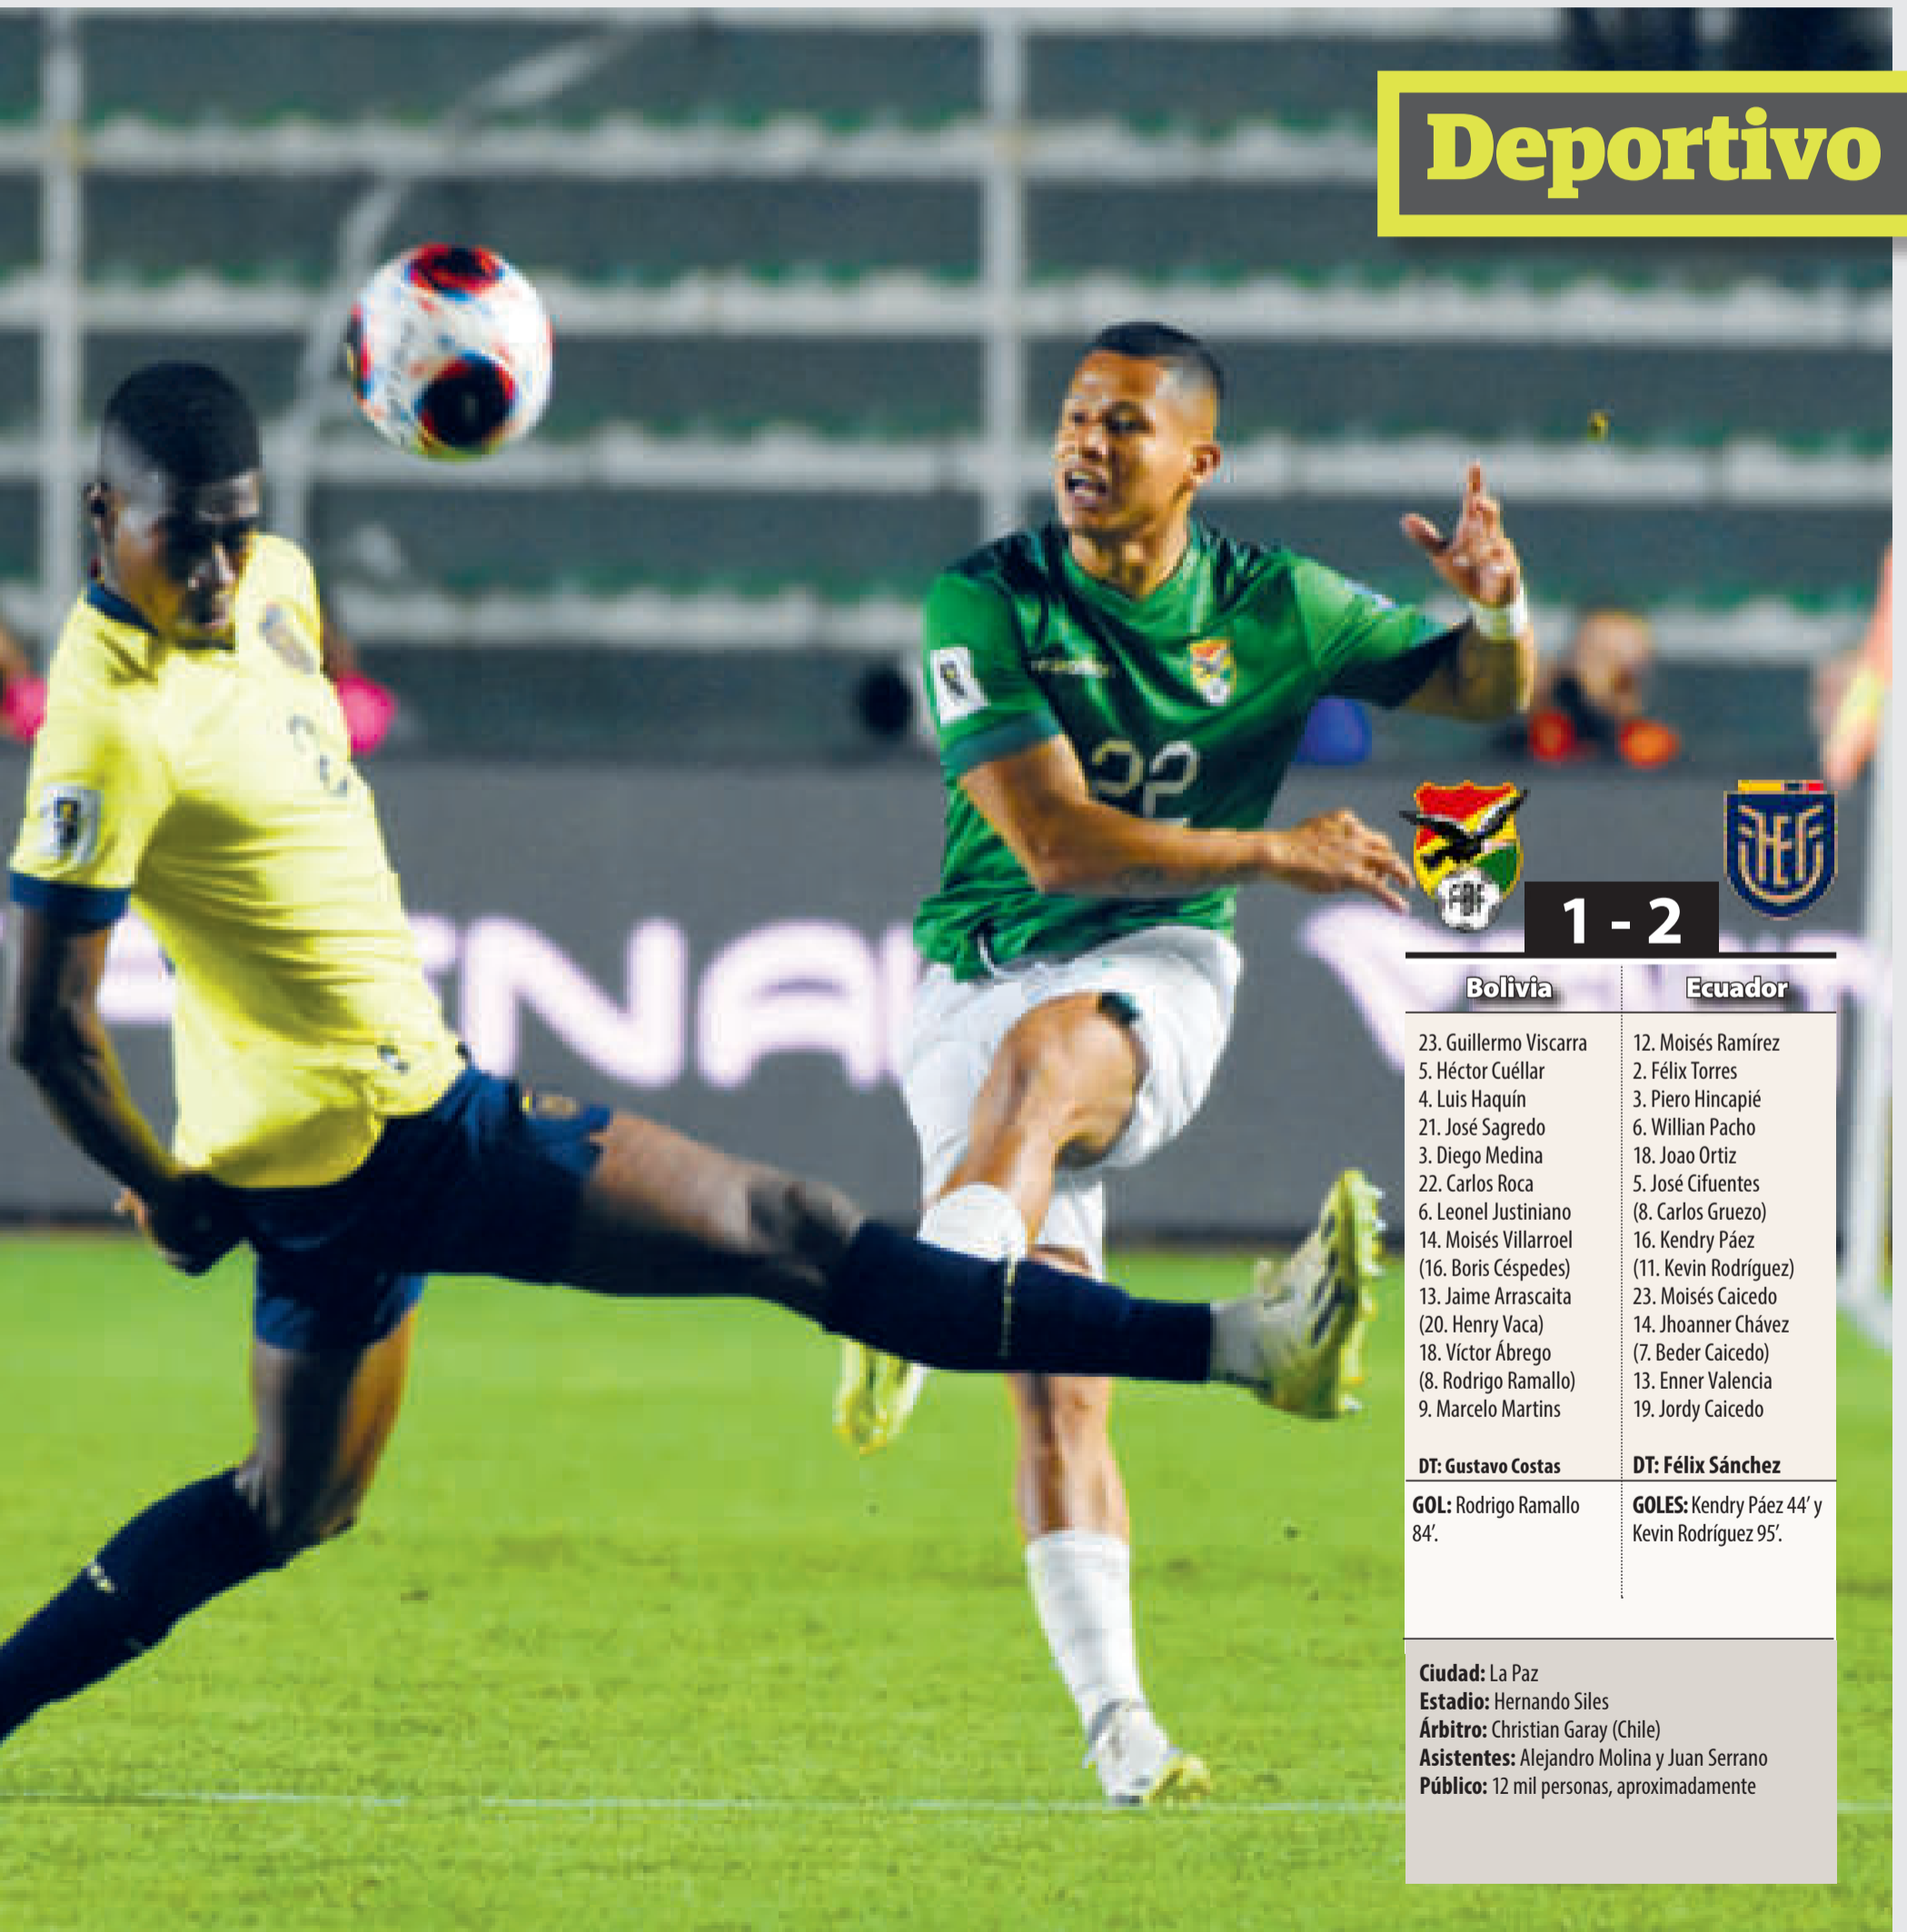 Deportivo
22
1 - 2
Bolivia
23. Guillermo Viscarra
5. Héctor Cuéllar
4. Luis Haquín
21. José Sagredo
3. Diego Medina
22. Carlos Roca
6. Leonel Justiniano
14. Moisés Villarroel
(16. Boris Céspedes)
13. Jaime Arrascaita
(20. Henry Vaca)
18. Víctor Ábrego
(8. Rodrigo Ramallo)
9. Marcelo Martins
DT: Gustavo Costas
GOL: Rodrigo Ramallo
84’.
Ecuador
12. Moisés Ramírez
2. Félix Torres
3. Piero Hincapié
6. Willian Pacho
18. Joao Ortiz
5. José Cifuentes
(8. Carlos Gruezo)
16. Kendry Páez
(11. Kevin Rodríguez)
23. Moisés Caicedo
14. Jhoanner Chávez
(7. Beder Caicedo)
13. Enner Valencia
19. Jordy Caicedo
DT: Félix Sánchez
GOLES: Kendry Páez 44’ y
Kevin Rodríguez 95’.
Ciudad: La Paz
Estadio: Hernando Siles
Árbitro: Christian Garay (Chile)
Asistentes: Alejandro Molina y Juan Serrano
Público: 12 mil personas, aproximadamente